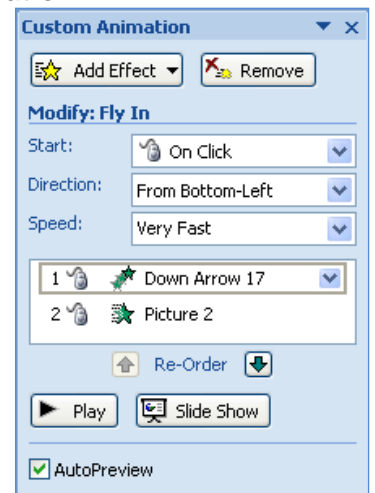 Custom Animation
Add Effect Remove
Modify: Fly In
Start: On Click
Direction: From Bottom-Left
Speed: Very Fast
1 Down Arrow 17
2 Picture 2
Re-Order
Play Slide Show
AutoPreview